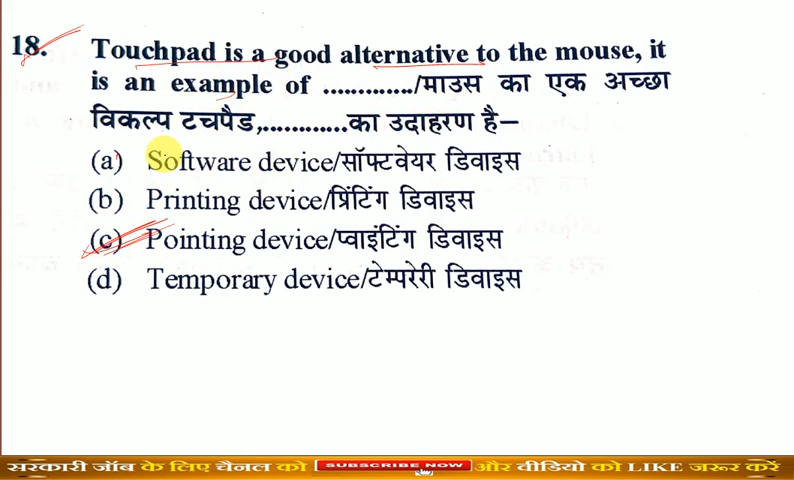 18. Touchpad is a good alternative to the mouse, it
is an example of ............./माउस का एक अच्छा
विकल्प टचपैड,.............का उदाहरण है–
(a) Software device/सॉफ्टवेयर डिवाइस
(b) Printing device/प्रिंटिंग डिवाइस
(c) Pointing device/प्वाइंटिंग डिवाइस
(d) Temporary device/टेम्परेरी डिवाइस
सरकारी जॉब के लिए चैनल को SUBSCRIBE NOW और वीडियो को LIKE जरूर करें